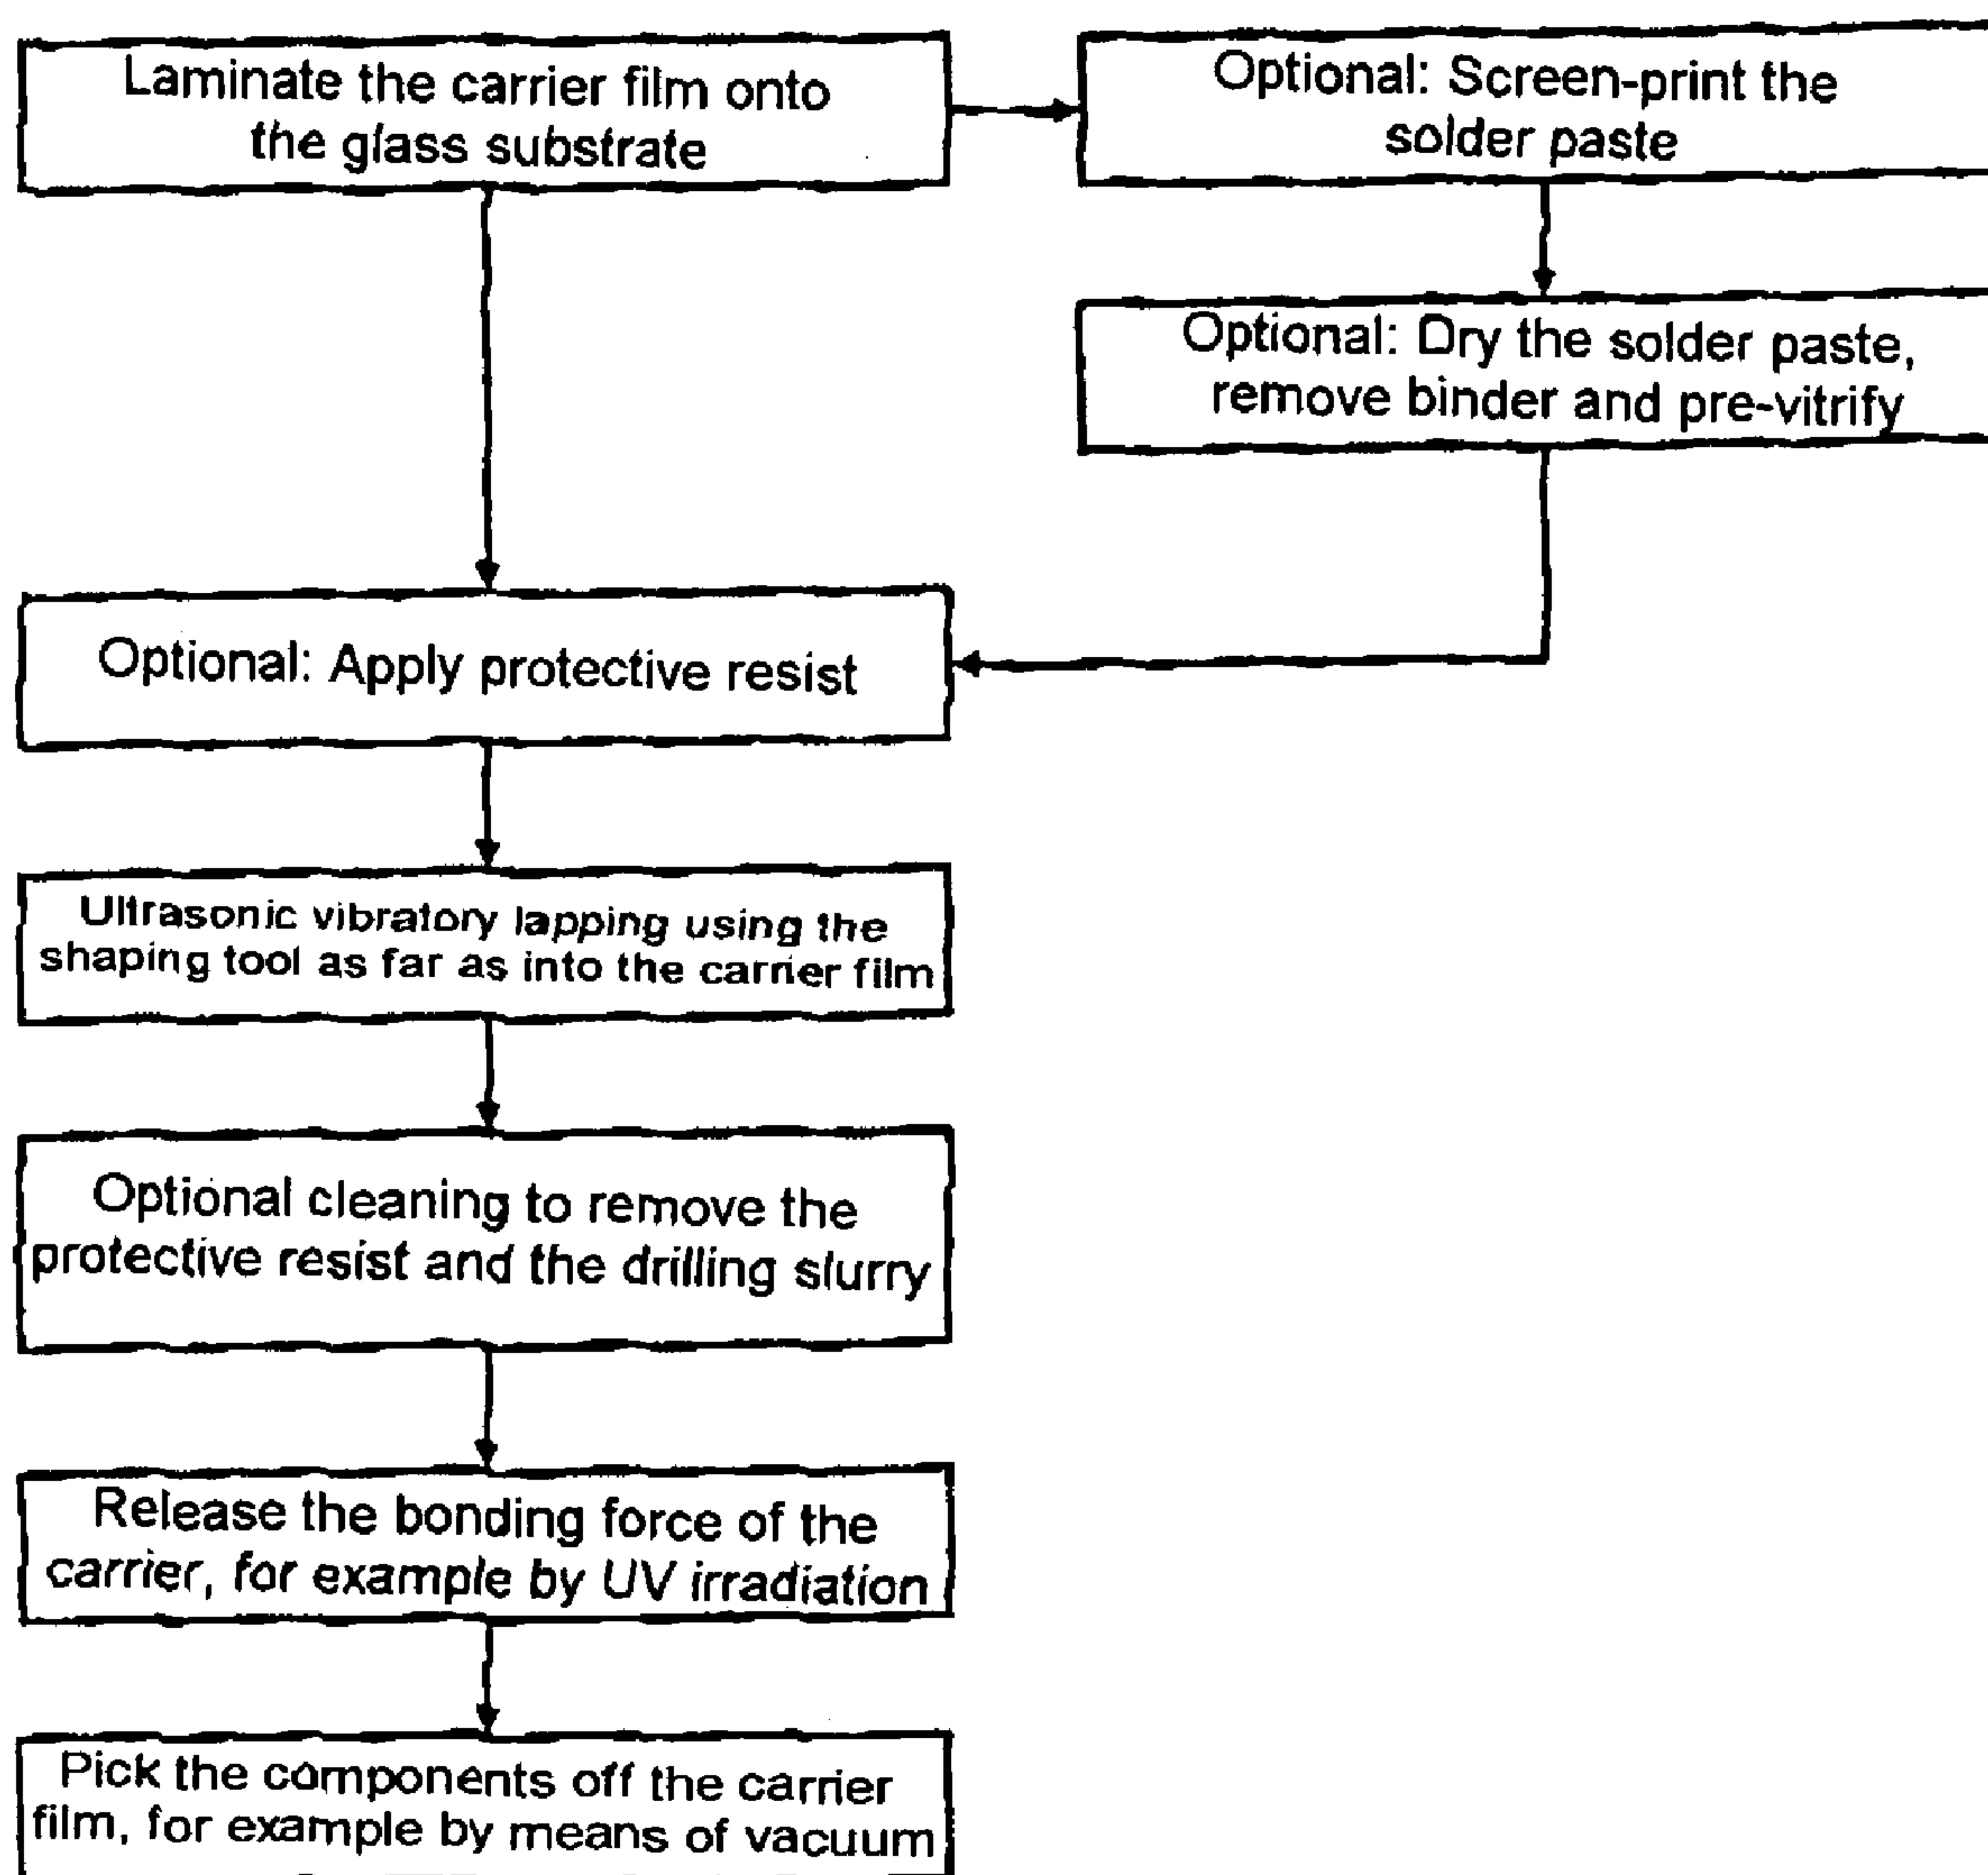 Laminate the carrier film onto
the glass substrate
Optional: Screen-print the
solder paste
Optional: Dry the solder paste,
remove binder and pre-vitrify
Optional: Apply protective resist
Ultrasonic vibratory lapping using the
shaping tool as far as into the carrier film
Optional cleaning to remove the
protective resist and the drilling slurry
Release the bonding force of the
carrier, for example by UV irradiation
Pick the components off the carrier
film, for example by means of vacuum